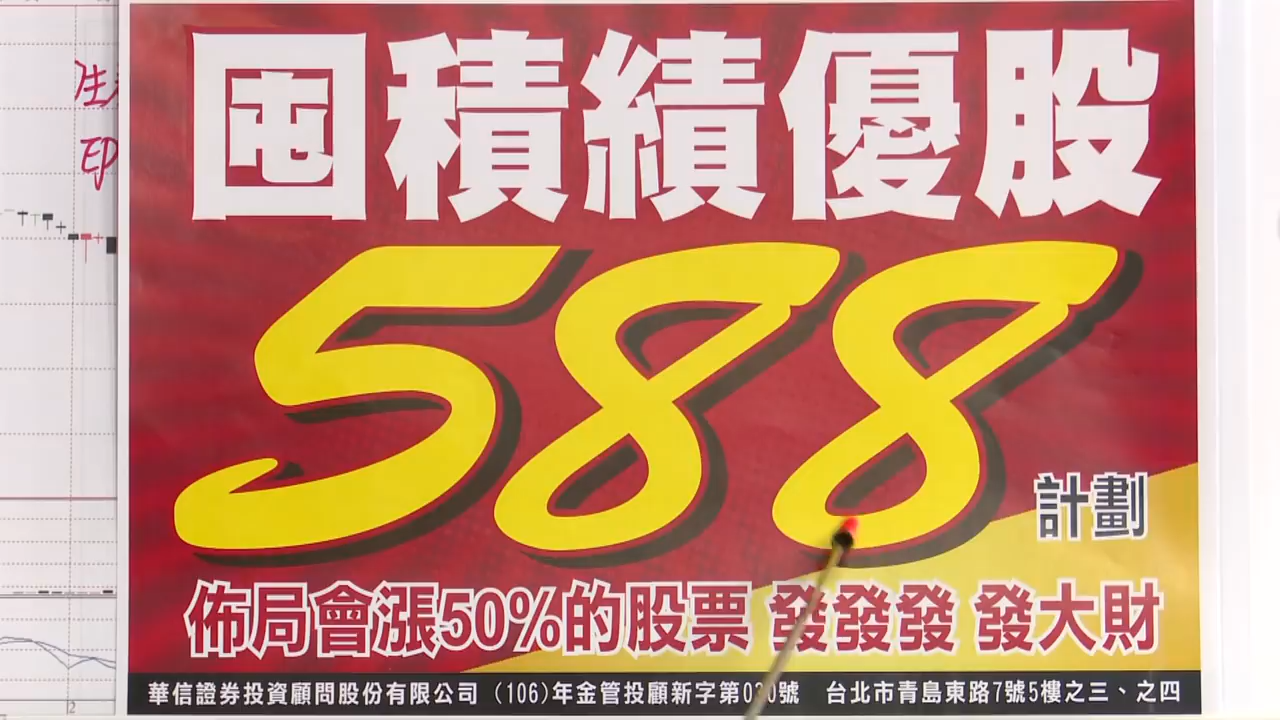 囤積績優股
588
計劃
佈局會漲50%的股票 發發發 發大財
華信證券投資顧問股份有限公司 (106)年金管投顧新字第030號 台北市青島東路7號5樓之三、之四
印
2